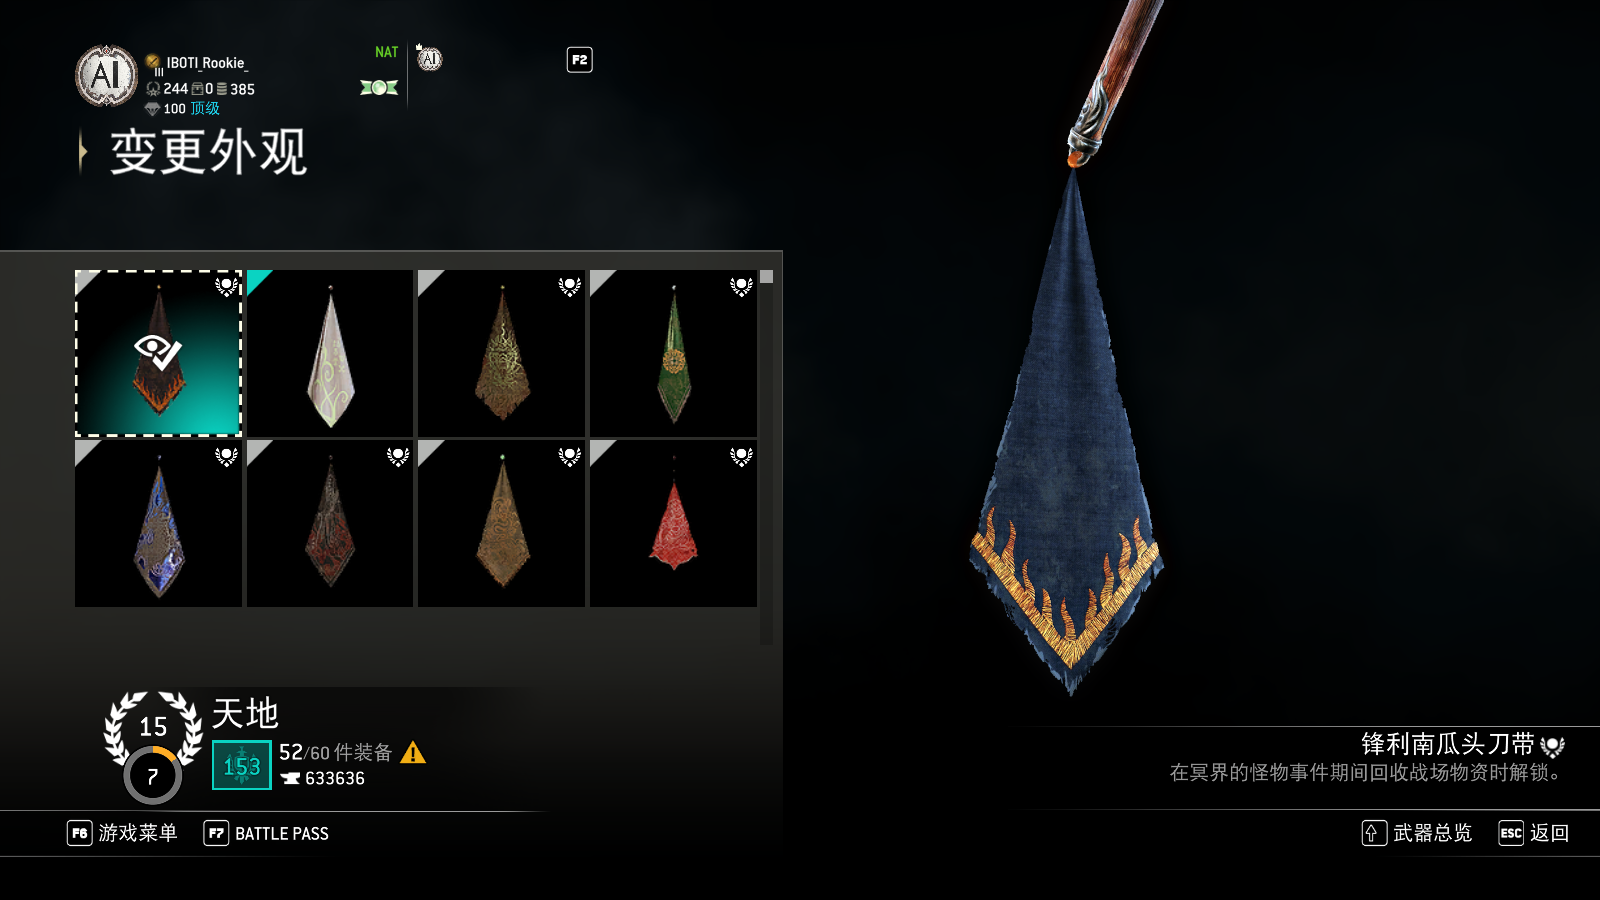 AI
IBOTI_Rookie_
III
244 0 385
100 顶级
NAT
AI
F2
变更外观
15
7
天地
153
52/60 件装备
633636
锋利南瓜头刀带
在冥界的怪物事件期间回收战场物资时解锁。
F6 游戏菜单
F7 BATTLE PASS
武器总览
ESC 返回